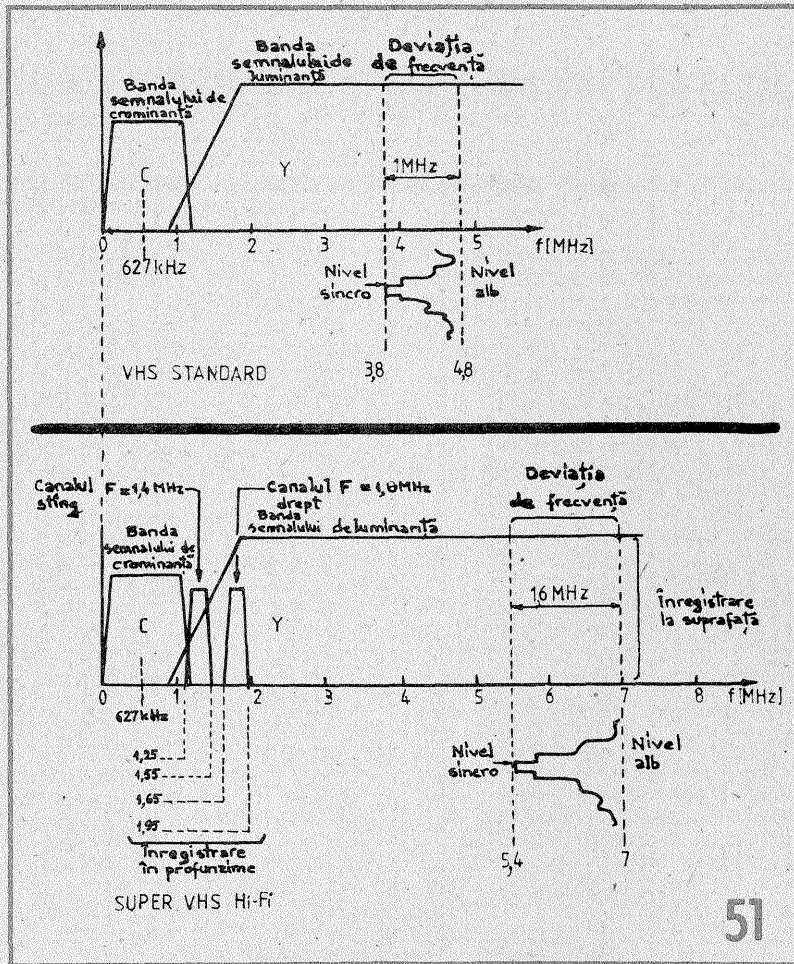 Banda
semnalului de
crominanță
Banda
semnalului de
luminanță
Deviația
de frecvență
C
Y
1MHz
0 1 2 3 4 5 f[MHz]
627kHz
Nivel
sincro
Nivel
alb
3,8 4,8
VHS STANDARD
Canalul
sting
F = 1,4 MHz
Canalul F = 1,8MHz
drept
Banda
semnalului de luminanță
Deviația
de frecvență
Banda
semnalului de
crominanță
C
Y
1,6 MHz
Înregistrare
la suprafață
0 1 2 3 4 5 6 7 8 f[MHz]
627kHz
1,25
1,55
1,65
1,95
Înregistrare
în profunzime
Nivel
sincro
Nivel
alb
5,4 7
SUPER VHS Hi-Fi
51